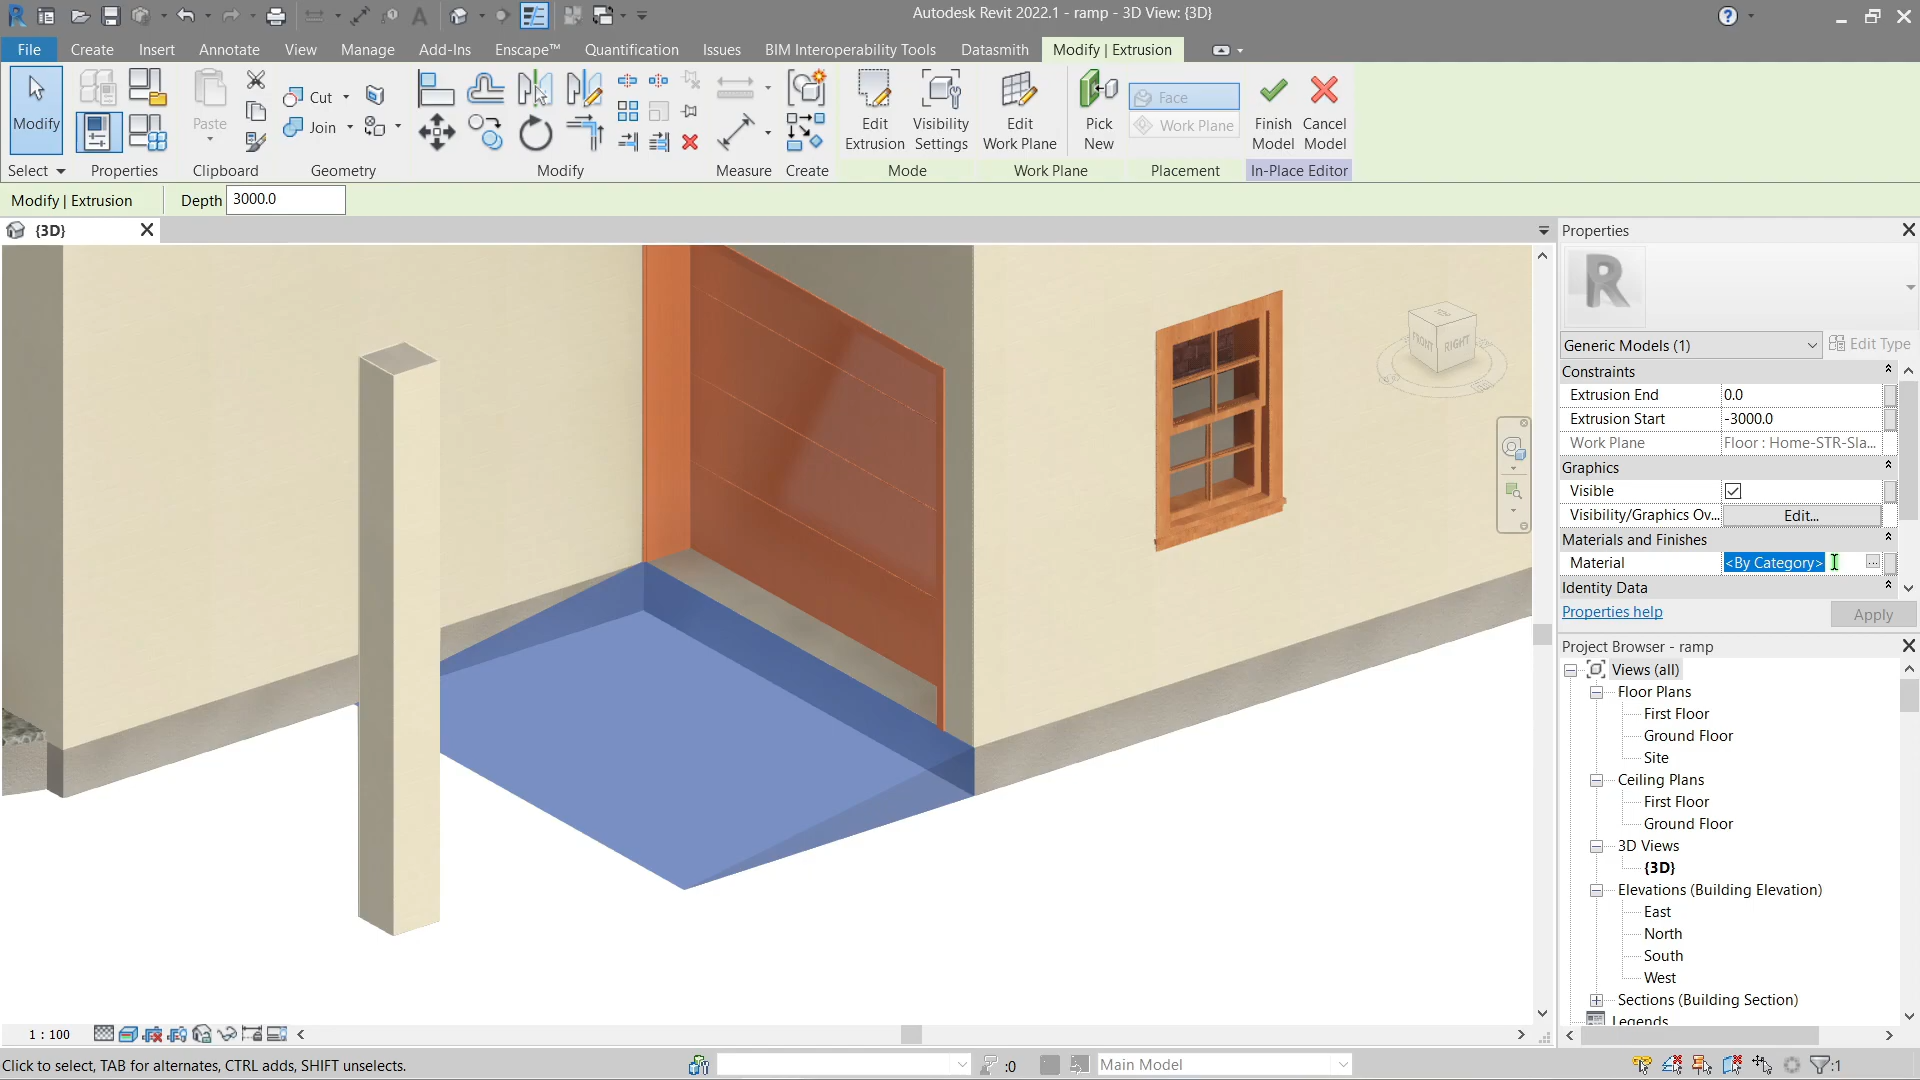 Autodesk Revit 2022.1 - ramp - 3D View: {3D}
File Create Insert Annotate View Manage Add-Ins Enscape™ Quantification Issues BIM Interoperability Tools Datasmith Modify | Extrusion
Modify
Paste
Cut
Join
Edit Extrusion
Visibility Settings
Edit Work Plane
Pick New
Face
Work Plane
Finish Model
Cancel Model
Select Properties Clipboard Geometry Modify Measure Create Mode Work Plane Placement In-Place Editor
Modify | Extrusion Depth 3000.0
{3D}
FRONT RIGHT
Properties
R
Generic Models (1) Edit Type
Constraints
Extrusion End 0.0
Extrusion Start -3000.0
Work Plane Floor : Home-STR-Sla...
Graphics
Visible
Visibility/Graphics Ov... Edit...
Materials and Finishes
Material <By Category>
Identity Data
Properties help Apply
Project Browser - ramp
Views (all)
Floor Plans
First Floor
Ground Floor
Site
Ceiling Plans
First Floor
Ground Floor
3D Views
{3D}
Elevations (Building Elevation)
East
North
South
West
Sections (Building Section)
Legends
1 : 100
Click to select, TAB for alternates, CTRL adds, SHIFT unselects.
:0
Main Model
:1